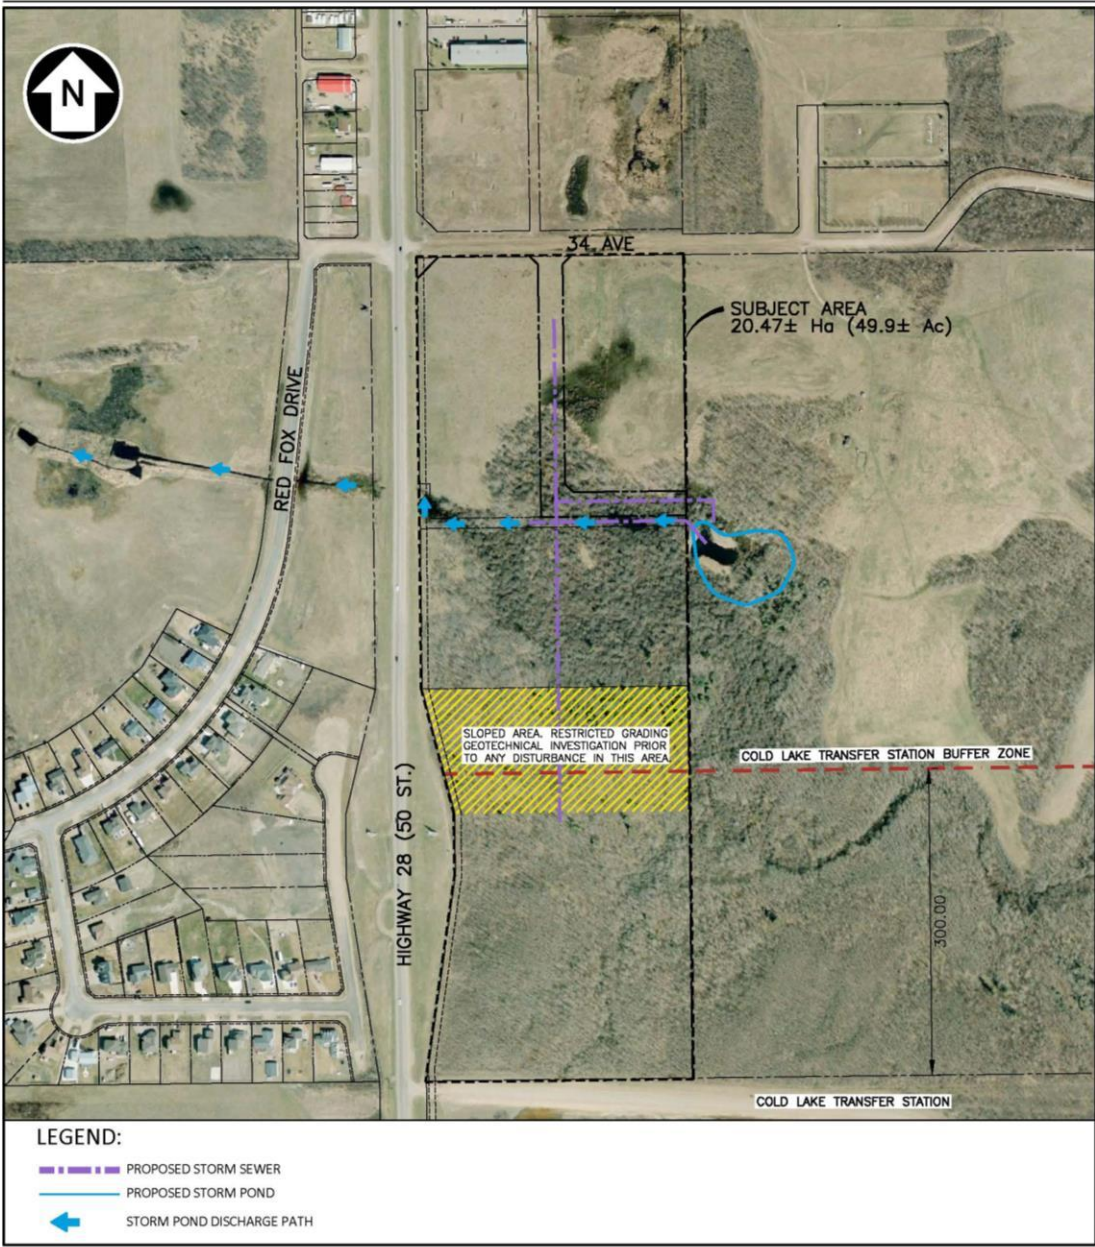 N
34 AVE
SUBJECT AREA
20.47± Ha (49.9± Ac)
RED FOX DRIVE
SLOPED AREA. RESTRICTED GRADING
GEOTECHNICAL INVESTIGATION PRIOR
TO ANY DISTURBANCE IN THIS AREA.
COLD LAKE TRANSFER STATION BUFFER ZONE
HIGHWAY 28 (50 ST.)
300.00
COLD LAKE TRANSFER STATION
LEGEND:
PROPOSED STORM SEWER
PROPOSED STORM POND
STORM POND DISCHARGE PATH